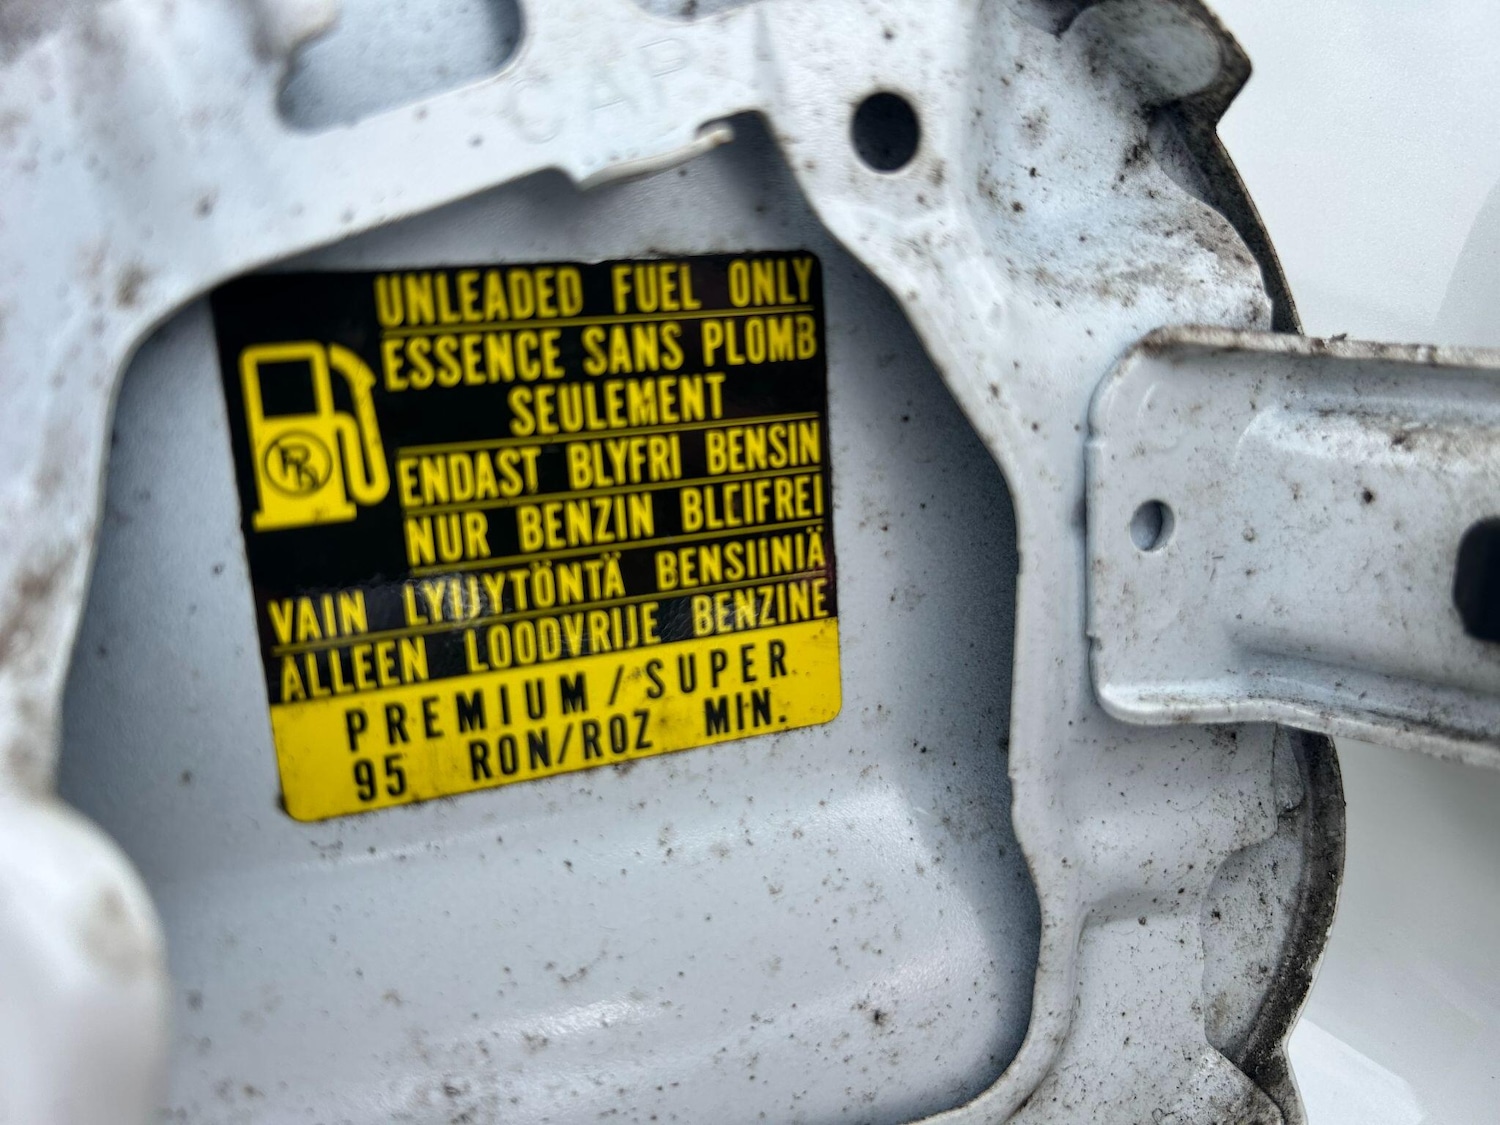 CAP
UNLEADED FUEL ONLY
ESSENCE SANS PLOMB
SEULEMENT
ENDAST BLYFRI BENSIN
NUR BENZIN BLEIFREI
VAIN LYIJYTÖNTÄ BENSIINIÄ
ALLEEN LOODVRIJE BENZINE
PREMIUM/SUPER
95 RON/ROZ MIN.